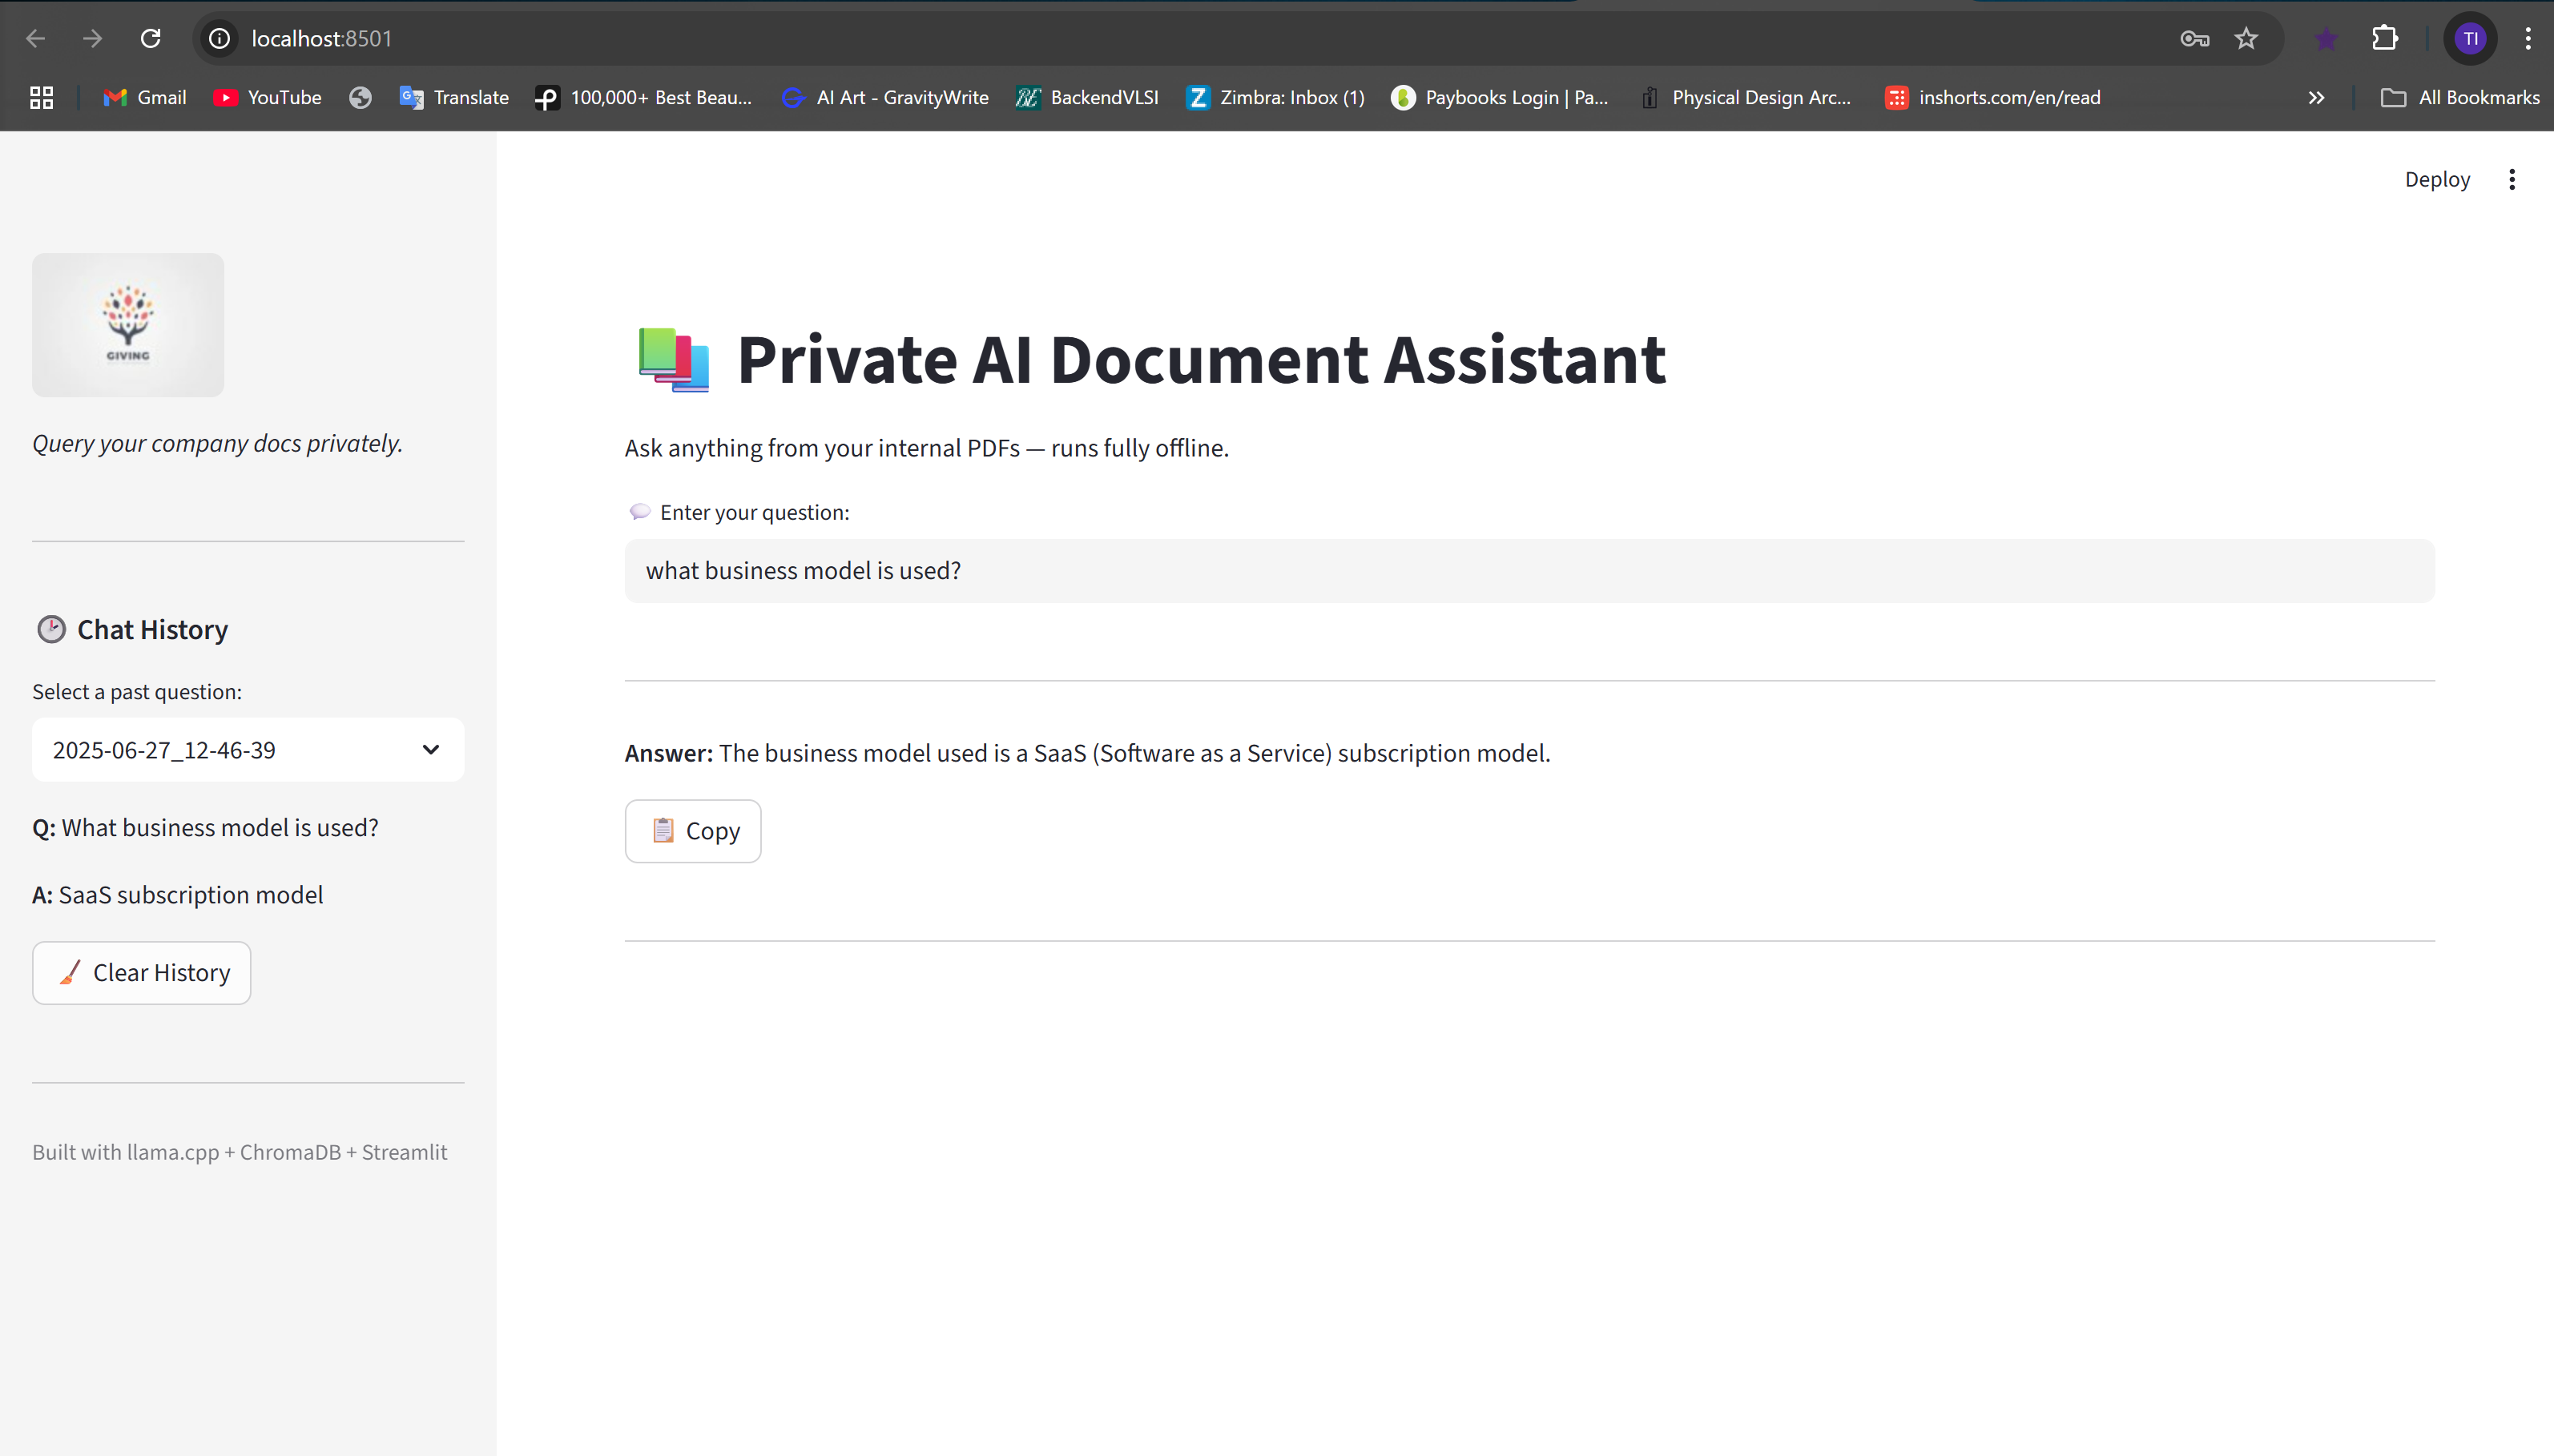 localhost:8501
TI
Gmail
YouTube
Translate
100,000+ Best Beau...
AI Art - GravityWrite
BackendVLSI
Zimbra: Inbox (1)
Paybooks Login | Pa...
Physical Design Arc...
inshorts.com/en/read
All Bookmarks
Deploy
GIVING
Query your company docs privately.
Chat History
Select a past question:
2025-06-27_12-46-39
Q: What business model is used?
A: SaaS subscription model
Clear History
Built with llama.cpp + ChromaDB + Streamlit
Private AI Document Assistant
Ask anything from your internal PDFs — runs fully offline.
Enter your question:
what business model is used?
Answer: The business model used is a SaaS (Software as a Service) subscription model.
Copy